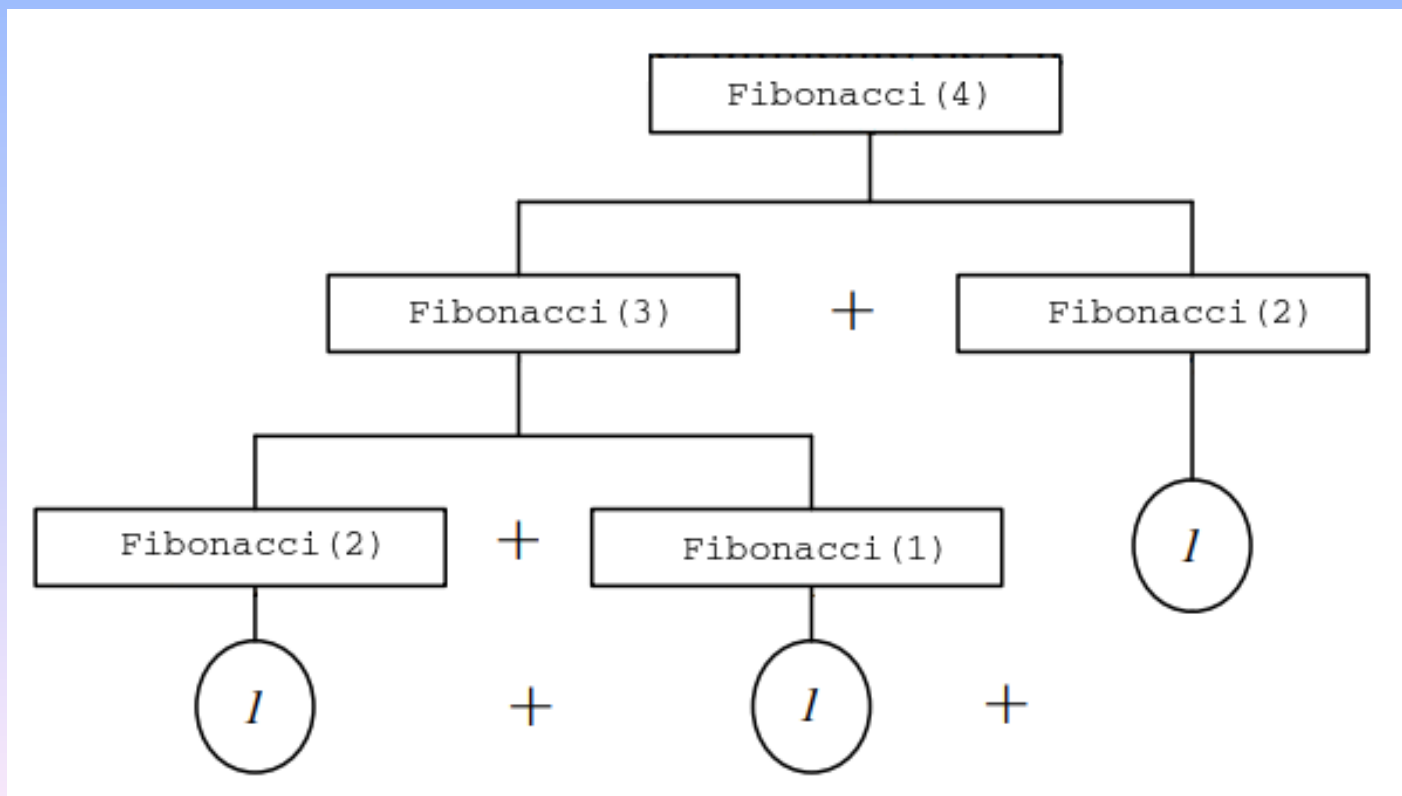 Fibonacci(4)
Fibonacci(3) + Fibonacci(2)
Fibonacci(2) + Fibonacci(1) 1
1 + 1 +